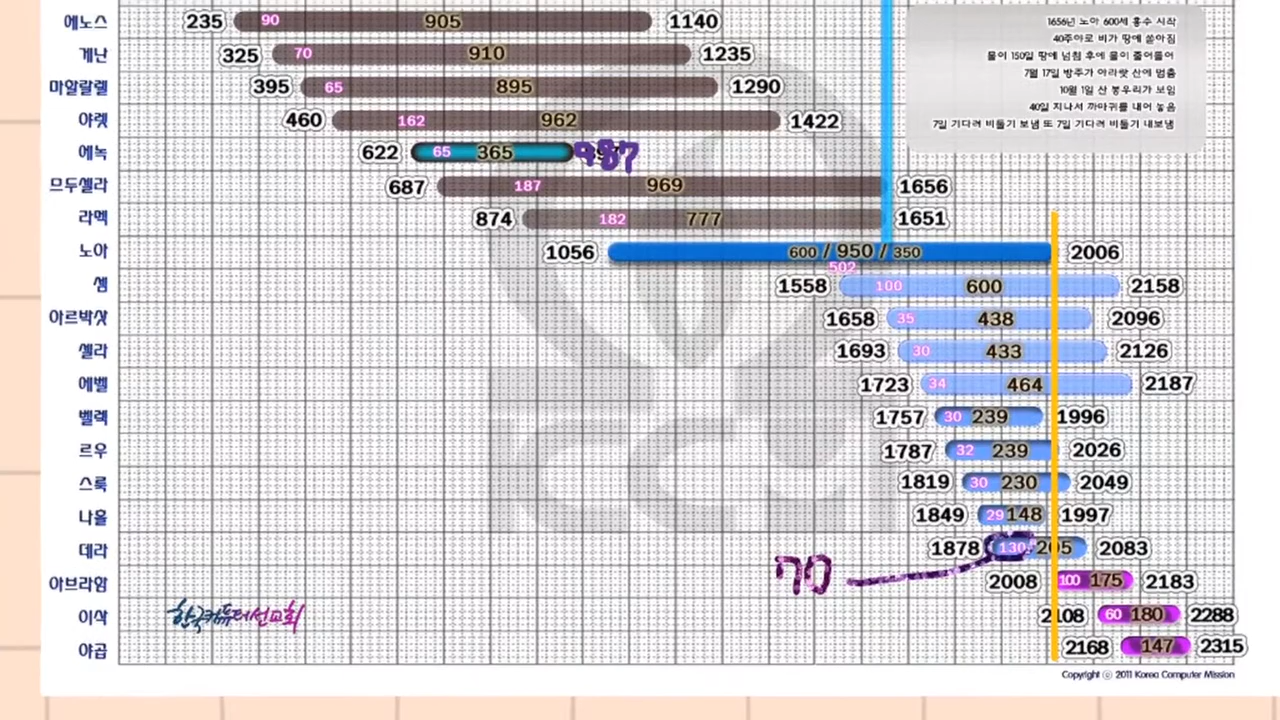 에노스 235 90 905 1140
게난 325 70 910 1235
마알랄렐 395 65 895 1290
야렛 460 162 962 1422
에녹 622 65 365 987
므두셀라 687 187 969 1656
라멕 874 182 777 1651
노아 1056 600 / 950 / 350 2006
502
셈 1558 100 600 2158
아르박삿 1658 35 438 2096
셀라 1693 30 433 2126
에벨 1723 34 464 2187
벨렉 1757 30 239 1996
르우 1787 32 239 2026
스룩 1819 30 230 2049
나홀 1849 29 148 1997
데라 1878 130 205 2083
70
아브라함 2008 100 175 2183
이삭 2108 60 180 2288
야곱 2168 147 2315
1656년 노아 600세 홍수 시작
40주야로 비가 땅에 쏟아짐
물이 150일 땅에 넘침 후에 물이 줄어들어
7월 17일 방주가 아라랏 산에 멈춤
10월 1일 산 봉우리가 보임
40일 지나서 까마귀를 내어 놓음
7일 기다려 비둘기 보냄 또 7일 기다려 비둘기 내보냄
한국컴퓨터선교회
Copyright ⓒ 2011 Korea Computer Mission